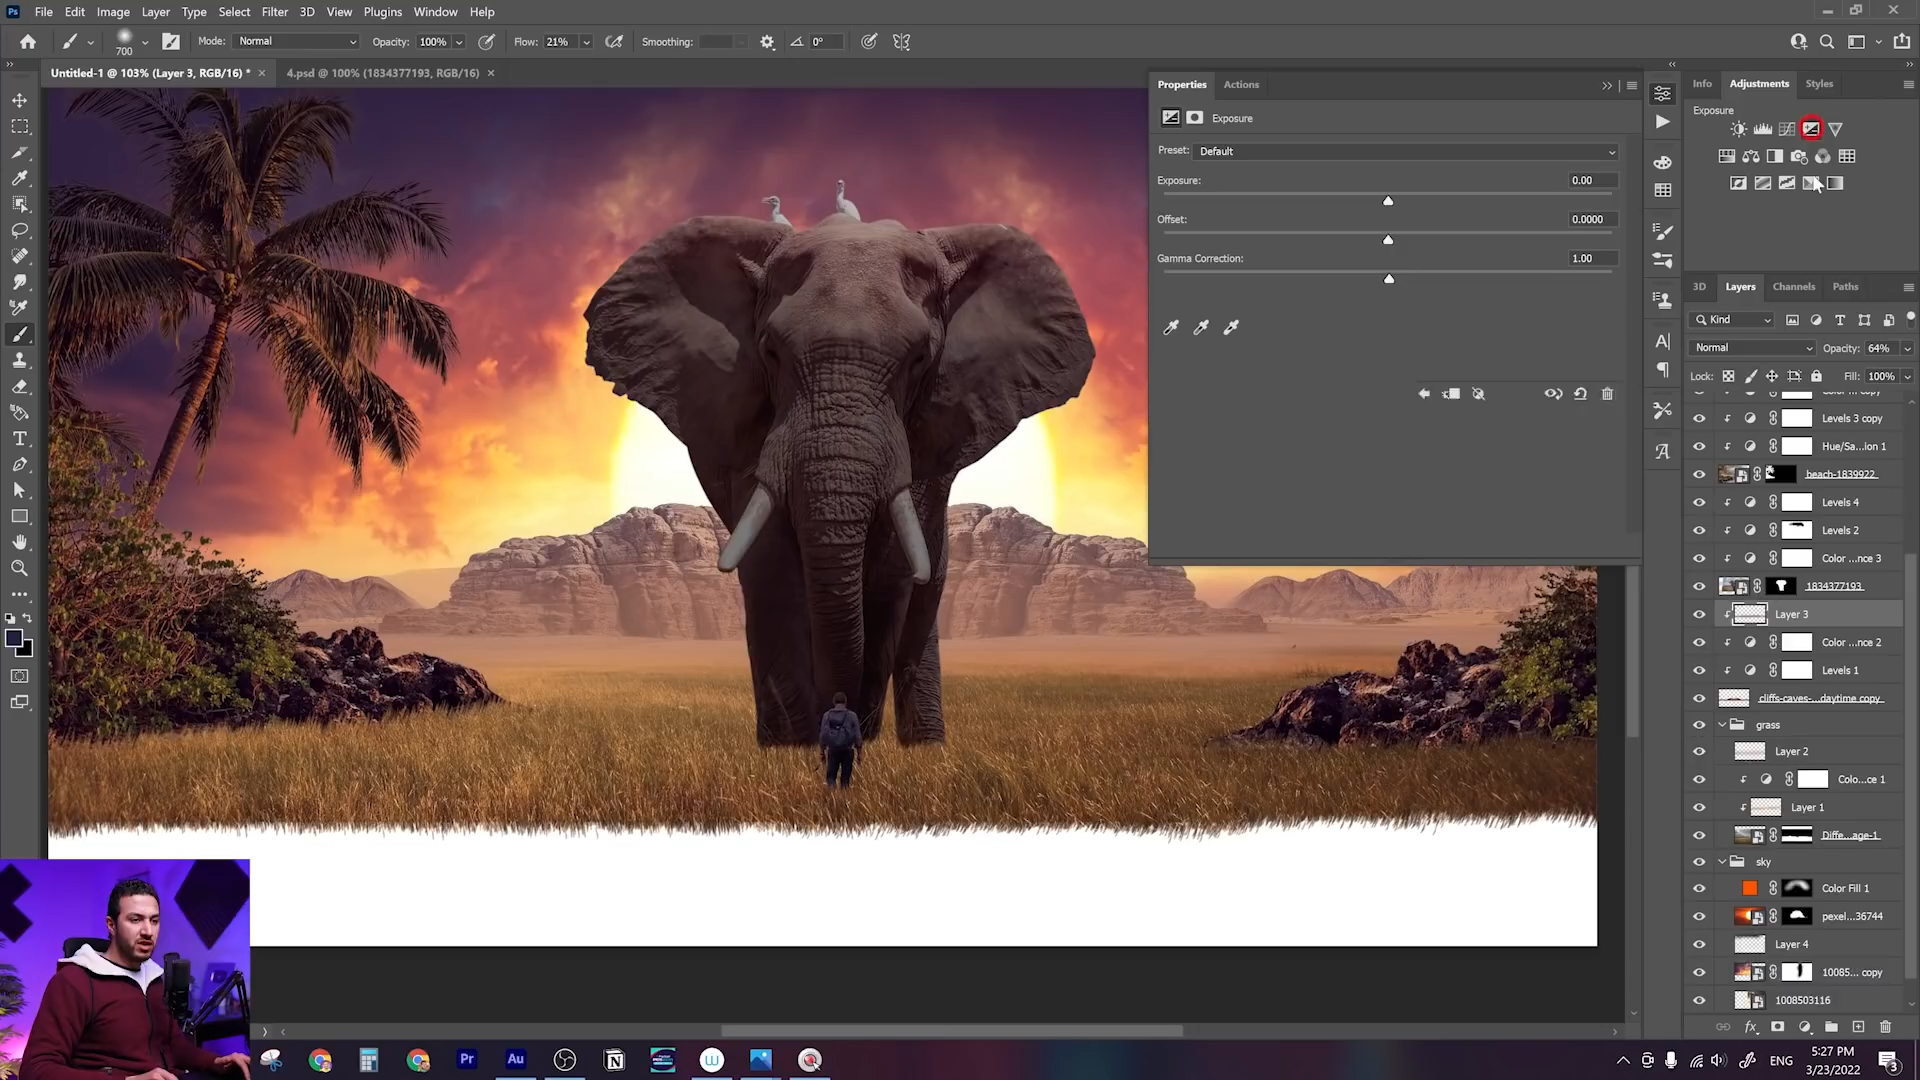 Ps File Edit Image Layer Type Select Filter 3D View Plugins Window Help
700 Mode: Normal Opacity: 100% Flow: 21% Smoothing: 0°
Untitled-1 @ 103% (Layer 3, RGB/16) * × 4.psd @ 100% (1834377193, RGB/16) ×
Properties Actions
Exposure
Preset: Default
Exposure: 0.00
Offset: 0.0000
Gamma Correction: 1.00
Info Adjustments Styles
Exposure
3D Layers Channels Paths
Kind
Normal Opacity: 64%
Lock: Fill: 100%
Levels 3 copy
Hue/Sa...ion 1
beach-1839922
Levels 4
Levels 2
Color ...nce 3
1834377193
Layer 3
Color ...nce 2
Levels 1
cliffs-caves-...daytime copy
grass
Layer 2
Colo...ce 1
Layer 1
Diffe...age-1
sky
Color Fill 1
pexel...36744
Layer 4
10085... copy
1008503116
fx
Pr Au N W ENG 5:27 PM
3/23/2022 3